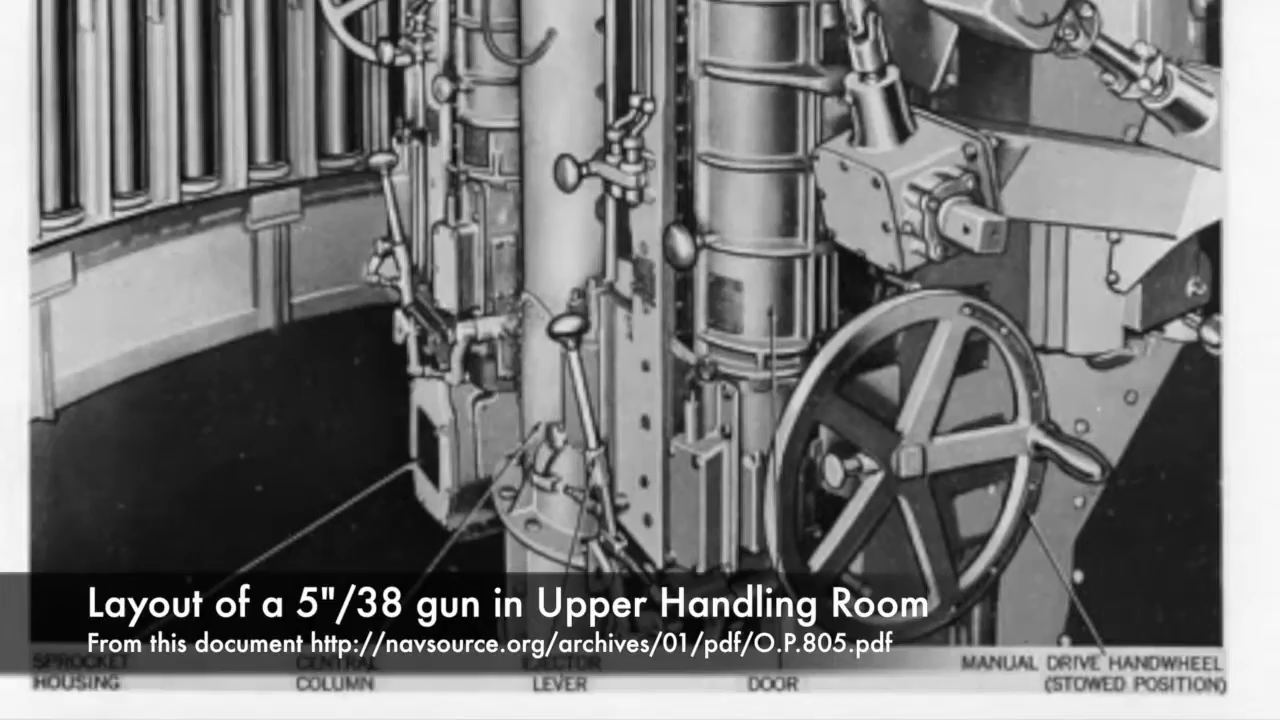 Layout of a 5"/38 gun in Upper Handling Room
From this document http://navsource.org/archives/01/pdf/O.P.805.pdf
SPROCKET CENTRAL EJECTOR MANUAL DRIVE HANDWHEEL
HOUSING COLUMN LEVER DOOR (STOWED POSITION)